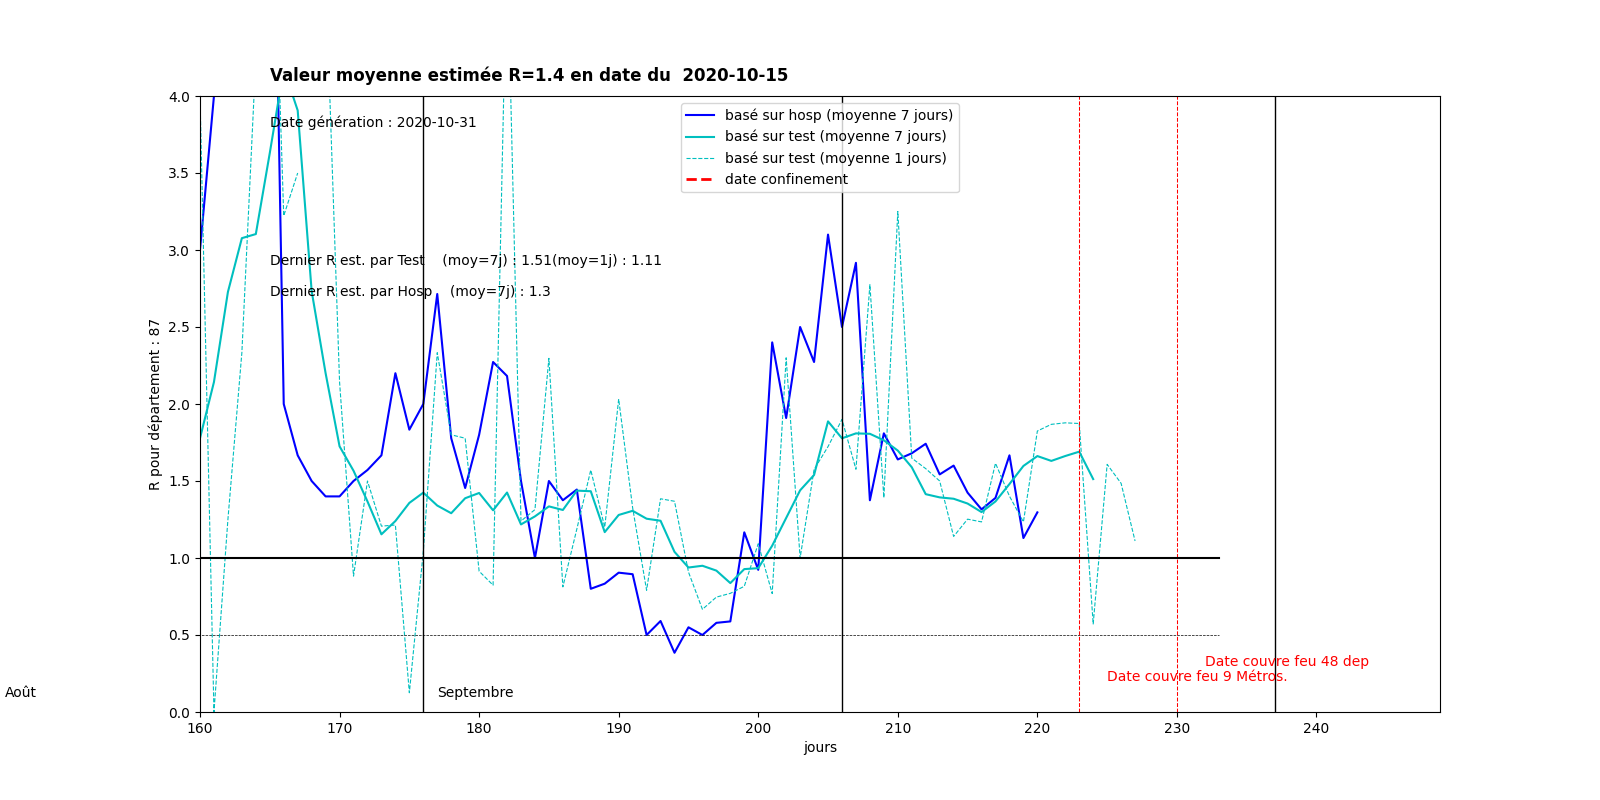 Valeur moyenne estimée R=1.4 en date du  2020-10-15
Date génération : 2020-10-31
basé sur hosp (moyenne 7 jours)
basé sur test (moyenne 7 jours)
basé sur test (moyenne 1 jours)
date confinement
Dernier R est. par Test    (moy=7j) : 1.51(moy=1j) : 1.11
Dernier R est. par Hosp    (moy=7j) : 1.3
R pour département : 87
4.0
3.5
3.0
2.5
2.0
1.5
1.0
0.5
0.0
Date couvre feu 48 dep
Date couvre feu 9 Métros.
Août
Septembre
160 170 180 190 200 210 220 230 240
jours